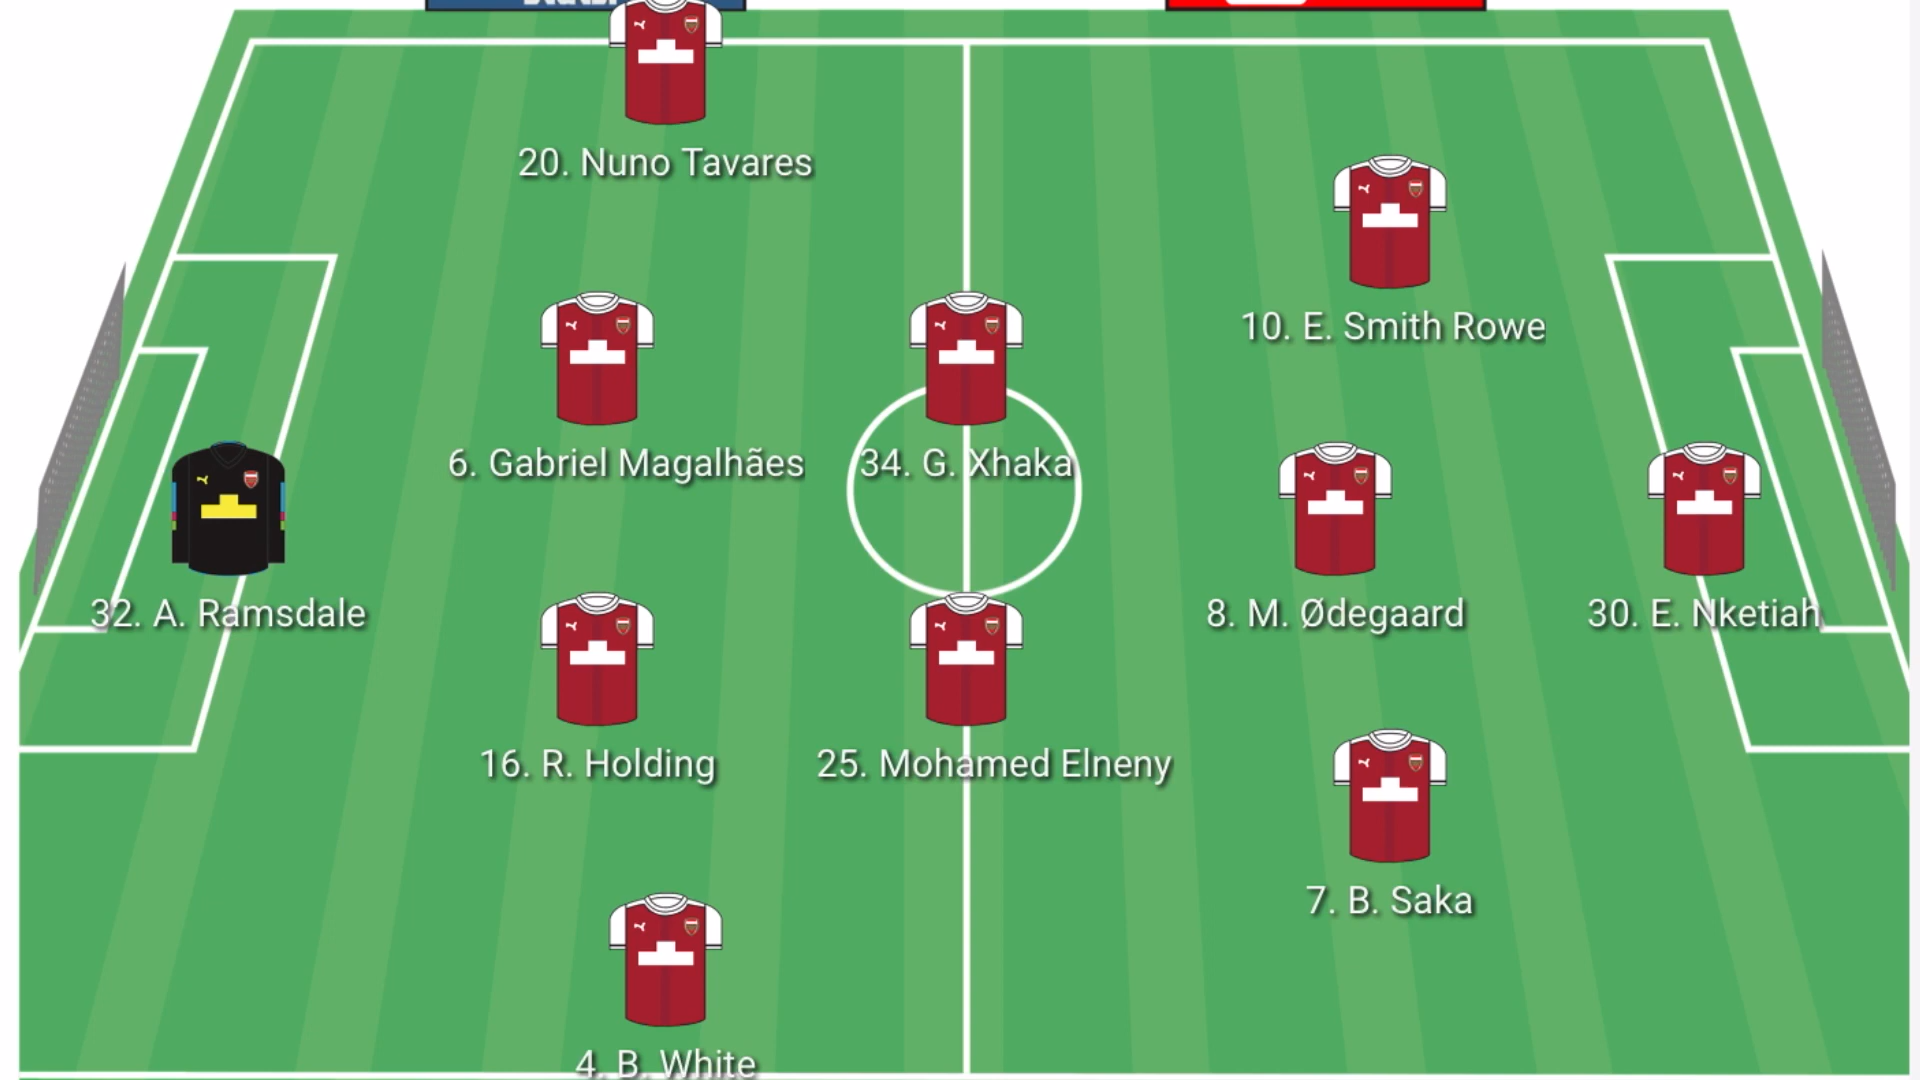 20. Nuno Tavares
10. E. Smith Rowe
6. Gabriel Magalhães
34. G. Xhaka
32. A. Ramsdale
8. M. Ødegaard
30. E. Nketiah
16. R. Holding
25. Mohamed Elneny
7. B. Saka
4. B. White